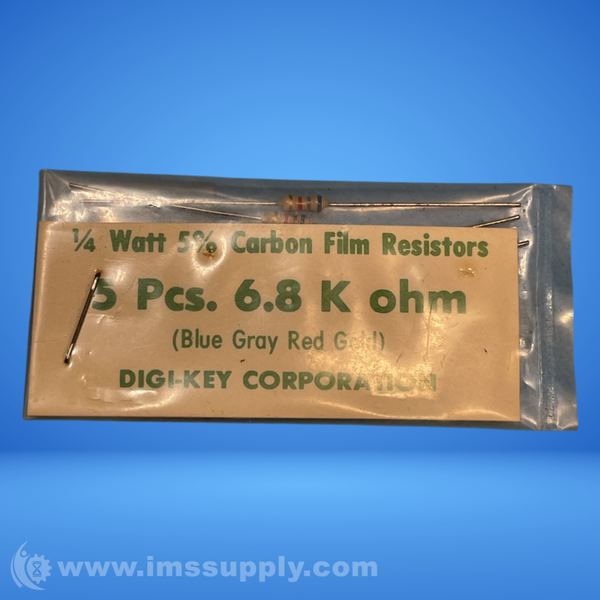 ¼ Watt 5% Carbon Film Resistors
5 Pcs. 6.8 K ohm
(Blue Gray Red Gold)
DIGI-KEY CORPORATION
www.imssupply.com